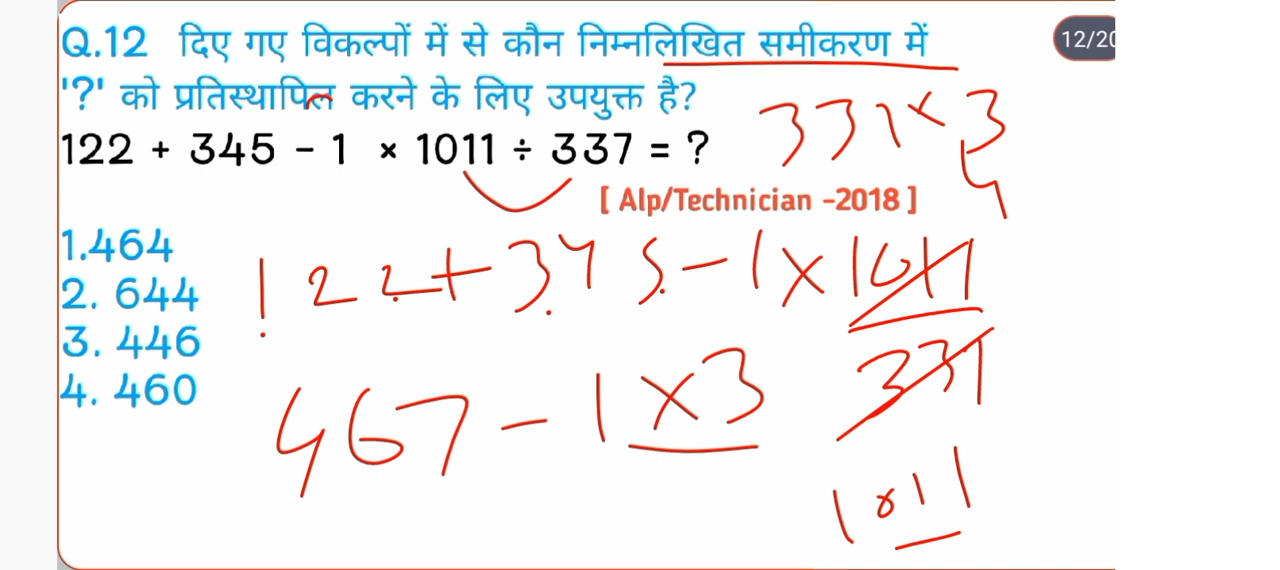 Q.12 दिए गए विकल्पों में से कौन निम्नलिखित समीकरण में
12/20
'?' को प्रतिस्थापित करने के लिए उपयुक्त है?
122 + 345 - 1 × 1011 ÷ 337 = ?
337 × 3
[ Alp/Technician -2018 ]
1.464
2. 644
3. 446
4. 460
122 + 345 - 1 × 1011
337
467 - 1 × 3
1011